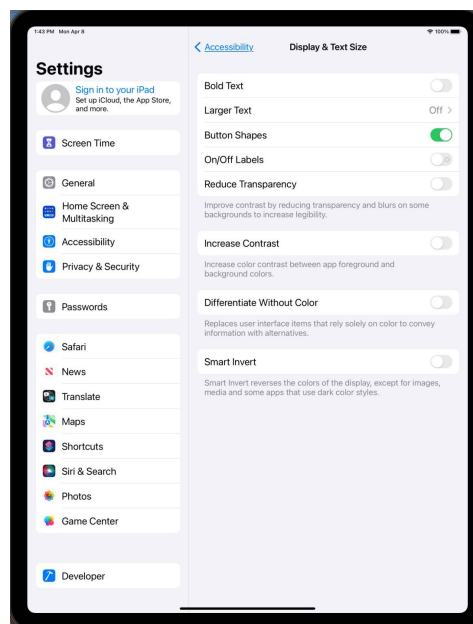 1:43 PM Mon Apr 8
100%
Settings
Sign in to your iPad
Set up iCloud, the App Store,
and more.
Screen Time
General
Home Screen &
Multitasking
Accessibility
Privacy & Security
Passwords
Safari
News
Translate
Maps
Shortcuts
Siri & Search
Photos
Game Center
Developer
Accessibility
Display & Text Size
Bold Text
Larger Text Off
Button Shapes
On/Off Labels
Reduce Transparency
Improve contrast by reducing transparency and blurs on some
backgrounds to increase legibility.
Increase Contrast
Increase color contrast between app foreground and
background colors.
Differentiate Without Color
Replaces user interface items that rely solely on color to convey
information with alternatives.
Smart Invert
Smart Invert reverses the colors of the display, except for images,
media and some apps that use dark color styles.